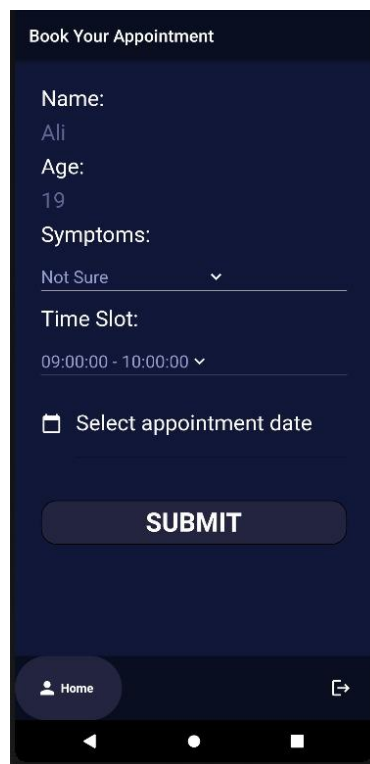 Book Your Appointment
Name:
Ali
Age:
19
Symptoms:
Not Sure
Time Slot:
09:00:00 - 10:00:00
Select appointment date
SUBMIT
Home